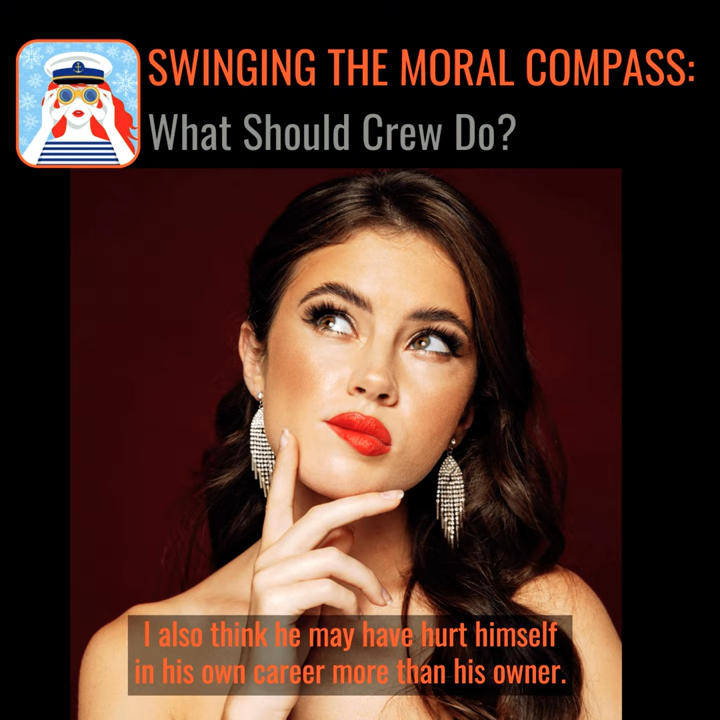 SWINGING THE MORAL COMPASS:
What Should Crew Do?
I also think he may have hurt himself
in his own career more than his owner.